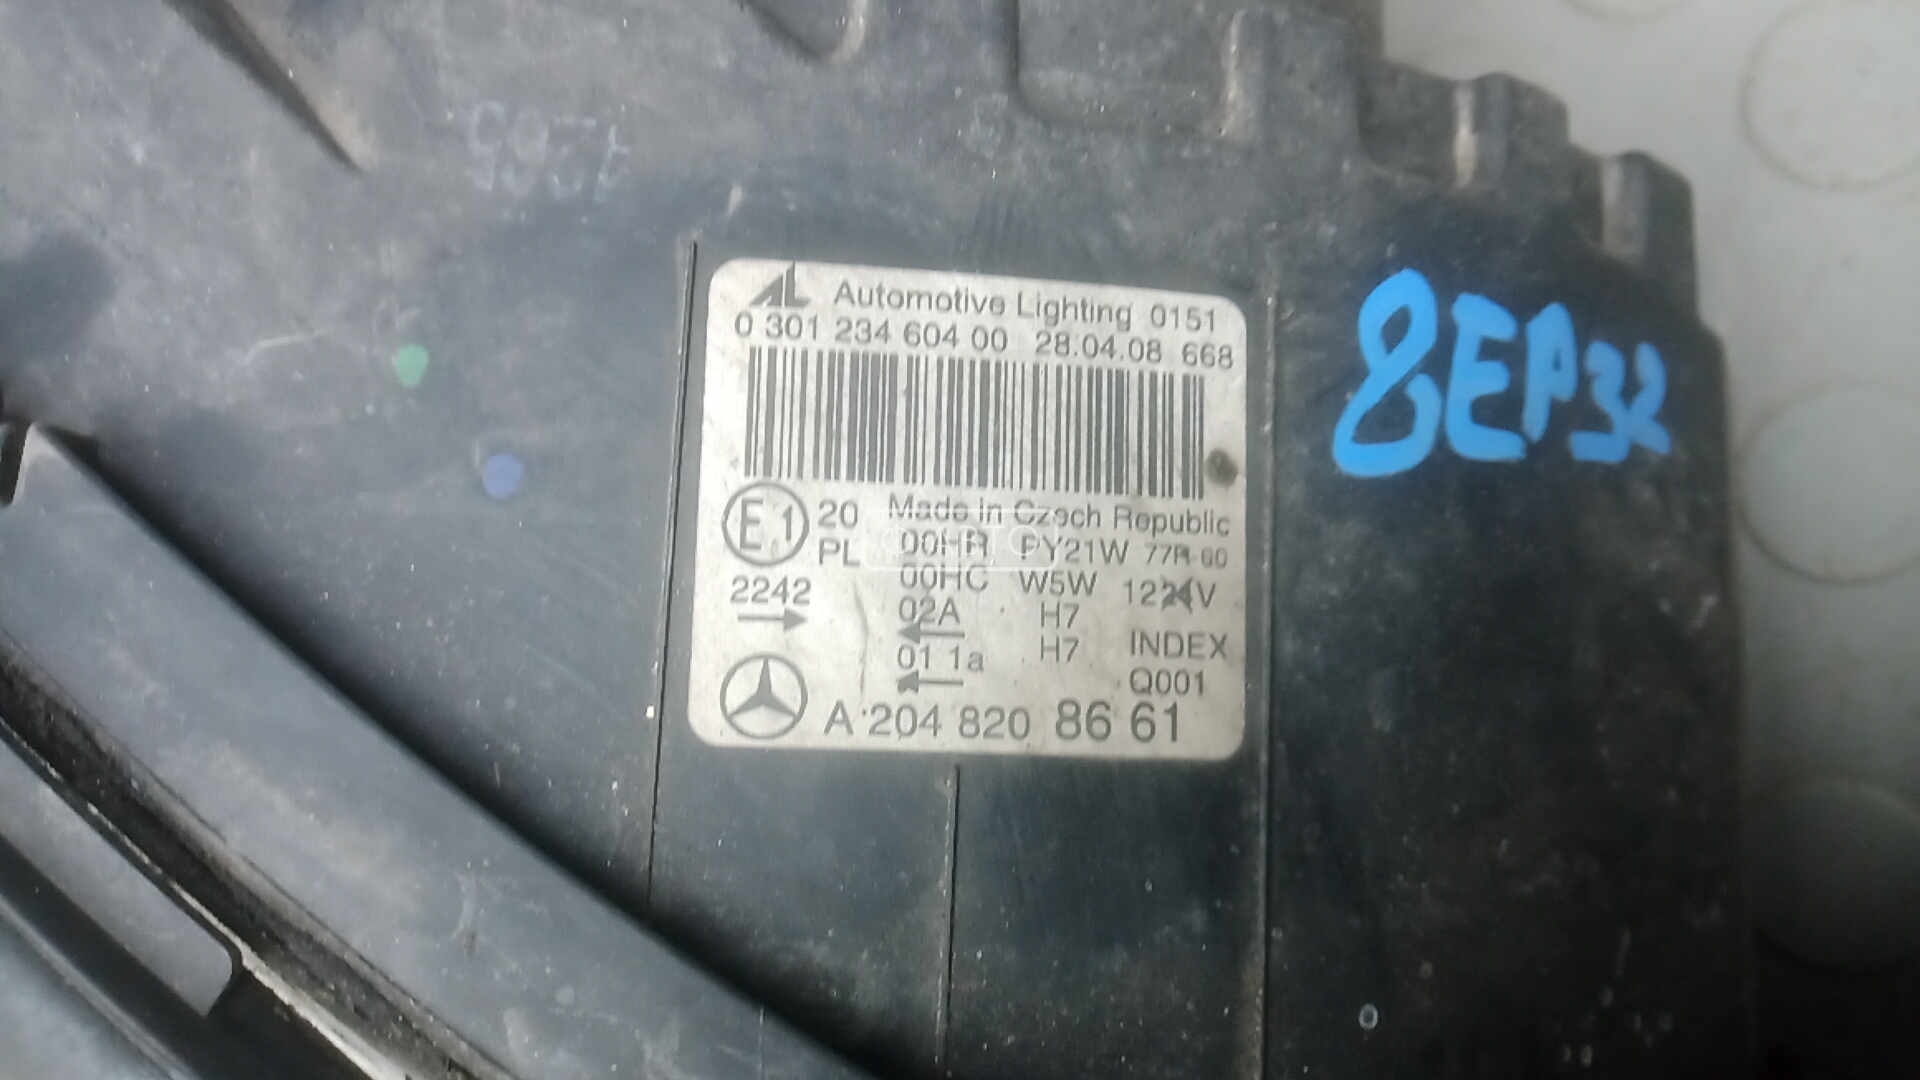 AL Automotive Lighting 0151
0 301 234 604 00 28.04.08 668
E1 20 Made in Czech Republic
PL 00HR PY21W 77R-00
2242 00HC W5W 1224V
02A H7
01 1a H7 INDEX
Q001
A 204 820 86 61
8EP32